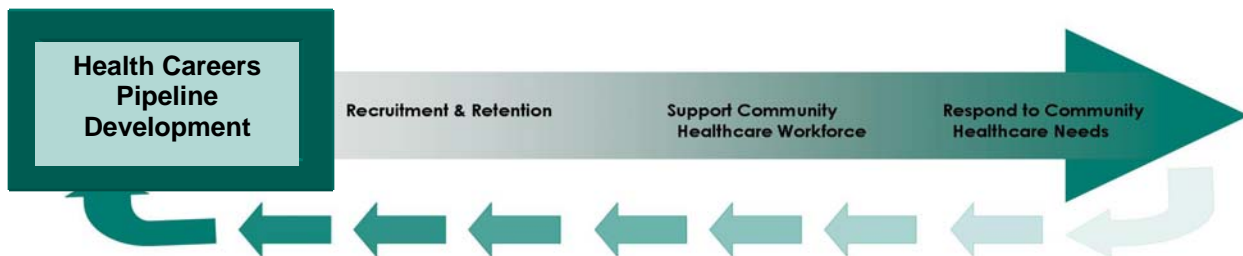 Health Careers
Pipeline
Development
Recruitment & Retention
Support Community
Healthcare Workforce
Respond to Community
Healthcare Needs